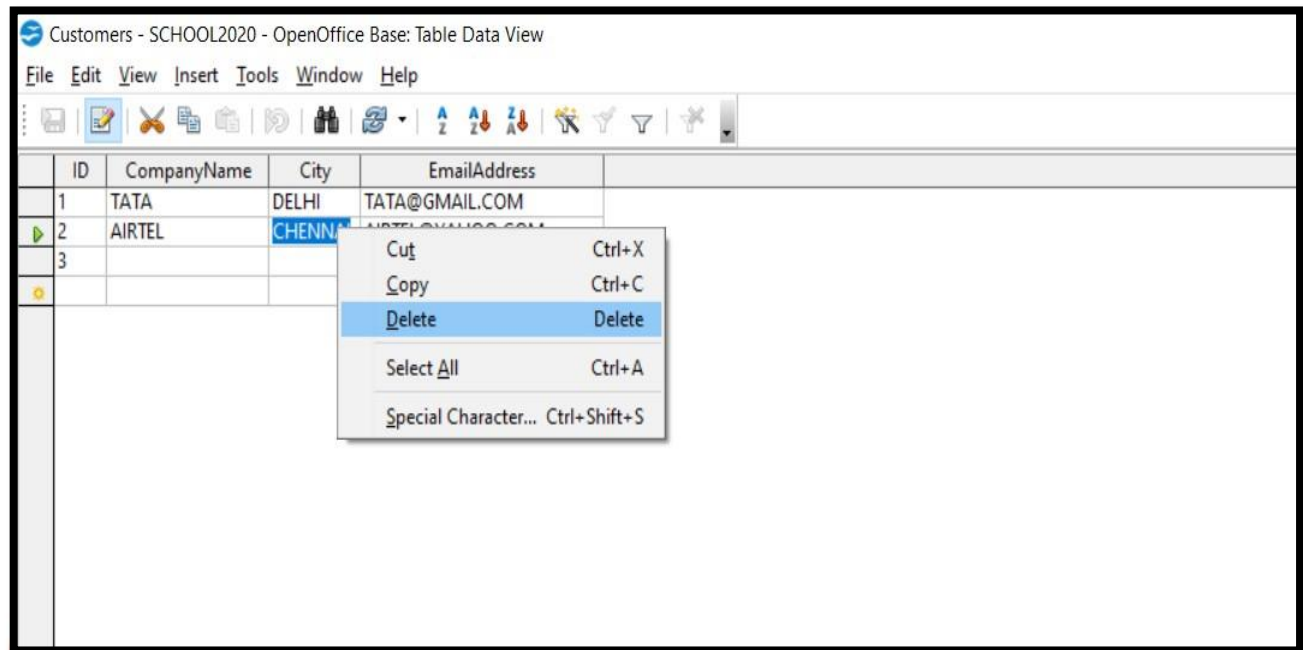 Customers - SCHOOL2020 - OpenOffice Base: Table Data View
File Edit View Insert Tools Window Help
ID CompanyName City EmailAddress
1 TATA DELHI TATA@GMAIL.COM
2 AIRTEL
3
Cut Ctrl+X
Copy Ctrl+C
Delete Delete
Select All Ctrl+A
Special Character... Ctrl+Shift+S